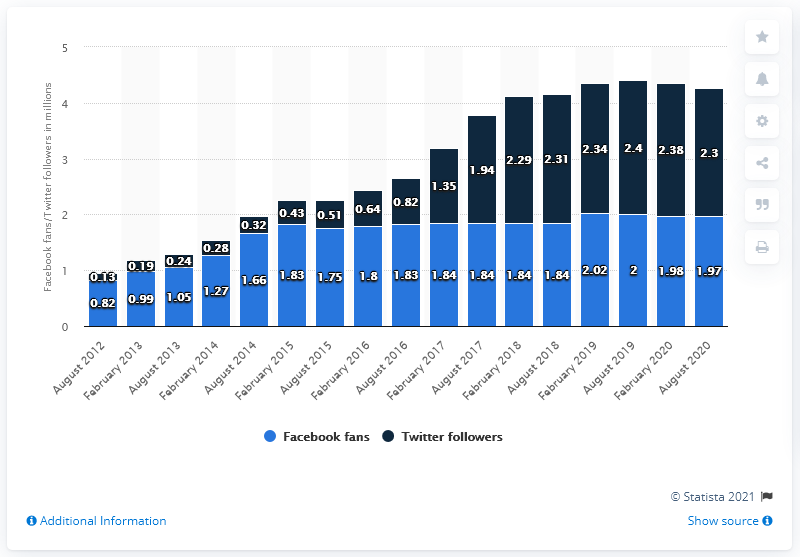 Facebook fans/Twitter followers in millions
5
4
3
2
1
0
0.13 0.19 0.24 0.28 0.32 0.43 0.51 0.64 0.82 1.35 1.94 2.29 2.31 2.34 2.4 2.38 2.3
0.82 0.99 1.05 1.27 1.66 1.83 1.75 1.8 1.83 1.84 1.84 1.84 1.84 2.02 2 1.98 1.97
August 2012
February 2013
August 2013
February 2014
August 2014
February 2015
August 2015
February 2016
August 2016
February 2017
August 2017
February 2018
August 2018
February 2019
August 2019
February 2020
August 2020
Facebook fans Twitter followers
© Statista 2021
Additional Information Show source